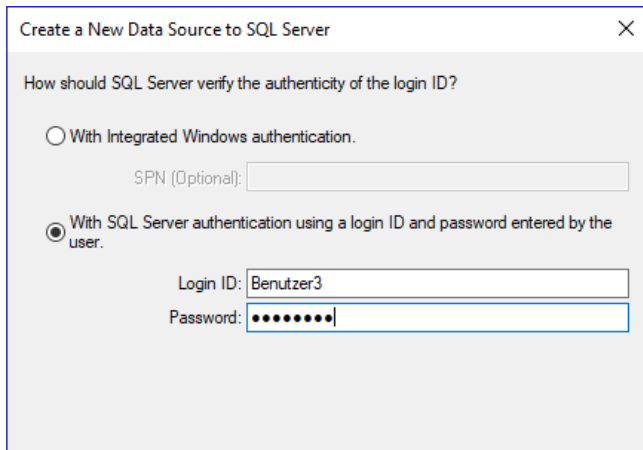 Create a New Data Source to SQL Server
How should SQL Server verify the authenticity of the login ID?
With Integrated Windows authentication.
SPN (Optional):
With SQL Server authentication using a login ID and password entered by the
user.
Login ID: Benutzer3
Password: ●●●●●●●●